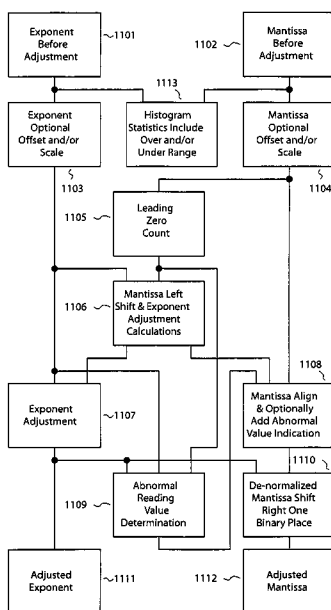 Exponent
Before
Adjustment
1101
1102
Mantissa
Before
Adjustment
1113
Exponent
Optional
Offset and/or
Scale
Histogram
Statistics Include
Over and/or
Under Range
Mantissa
Optional
Offset and/or
Scale
1103
1104
1105
Leading
Zero
Count
1106
Mantissa Left
Shift & Exponent
Adjustment
Calculations
1108
Exponent
Adjustment
1107
Mantissa Align
& Optionally
Add Abnormal
Value Indication
1110
1109
Abnormal
Reading
Value
Determination
De-normalized
Mantissa Shift
Right One
Binary Place
Adjusted
Exponent
1111
1112
Adjusted
Mantissa